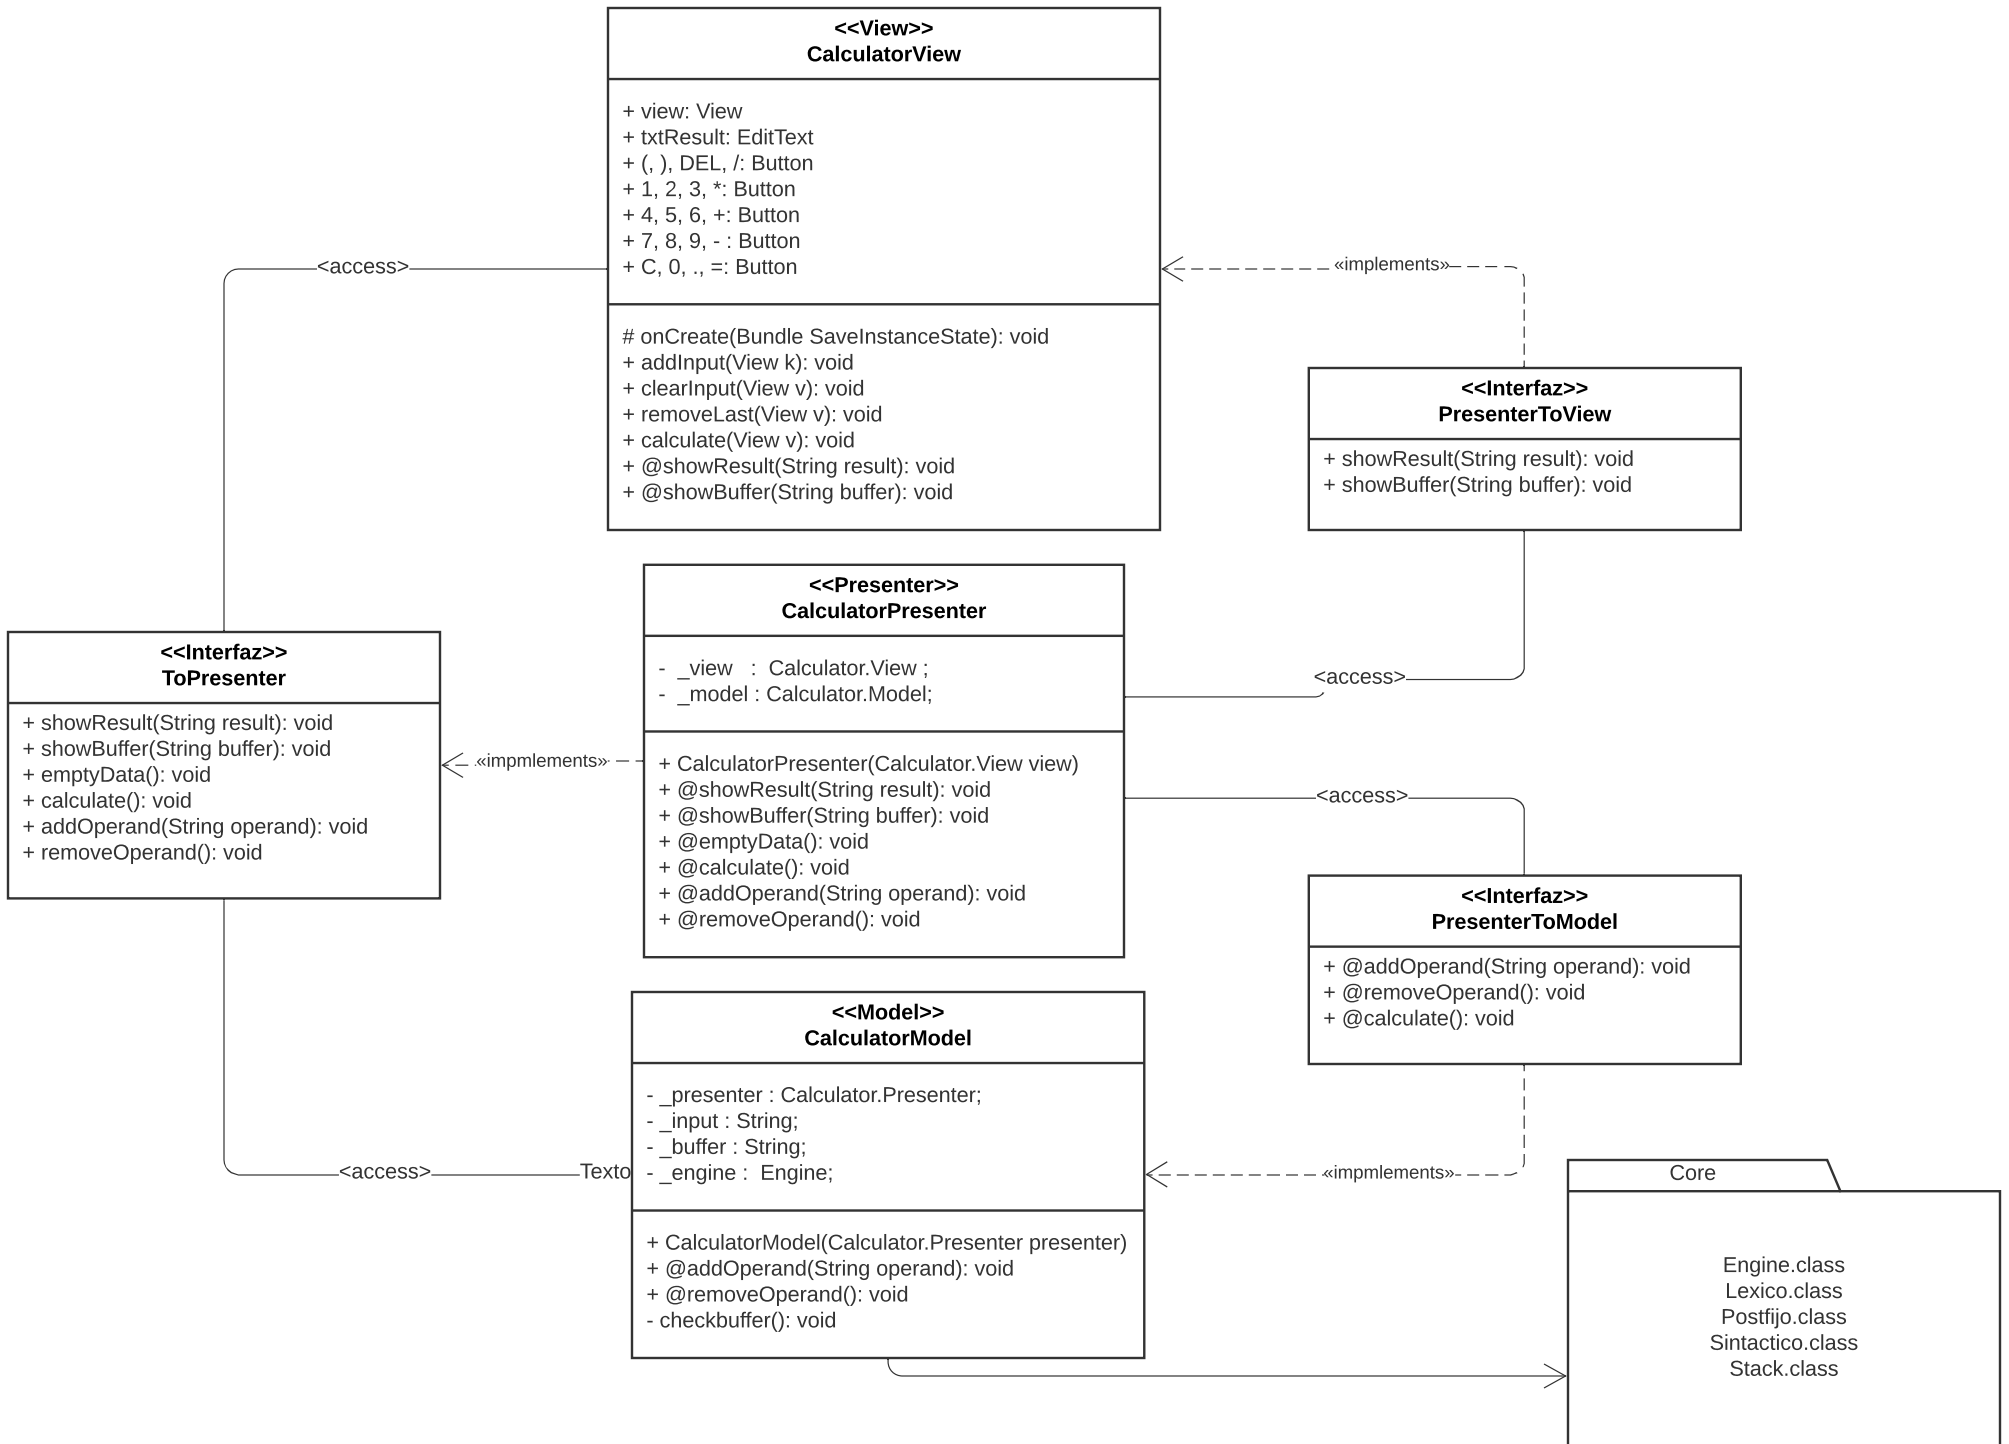 <<View>>
CalculatorView
+ view: View
+ txtResult: EditText
+ (, ), DEL, /: Button
+ 1, 2, 3, *: Button
+ 4, 5, 6, +: Button
+ 7, 8, 9, - : Button
+ C, 0, ., =: Button
# onCreate(Bundle SaveInstanceState): void
+ addInput(View k): void
+ clearInput(View v): void
+ removeLast(View v): void
+ calculate(View v): void
+ @showResult(String result): void
+ @showBuffer(String buffer): void
<access>
«implements»
<<Interfaz>>
PresenterToView
+ showResult(String result): void
+ showBuffer(String buffer): void
<<Presenter>>
CalculatorPresenter
-  _view   :  Calculator.View ;
-  _model : Calculator.Model;
+ CalculatorPresenter(Calculator.View view)
+ @showResult(String result): void
+ @showBuffer(String buffer): void
+ @emptyData(): void
+ @calculate(): void
+ @addOperand(String operand): void
+ @removeOperand(): void
<access>
<<Interfaz>>
ToPresenter
+ showResult(String result): void
+ showBuffer(String buffer): void
+ emptyData(): void
+ calculate(): void
+ addOperand(String operand): void
+ removeOperand(): void
«impmlements»
<access>
<<Interfaz>>
PresenterToModel
+ @addOperand(String operand): void
+ @removeOperand(): void
+ @calculate(): void
<<Model>>
CalculatorModel
- _presenter : Calculator.Presenter;
- _input : String;
- _buffer : String;
- _engine :  Engine;
+ CalculatorModel(Calculator.Presenter presenter)
+ @addOperand(String operand): void
+ @removeOperand(): void
- checkbuffer(): void
<access>
Texto
«impmlements»
Core
Engine.class
Lexico.class
Postfijo.class
Sintactico.class
Stack.class